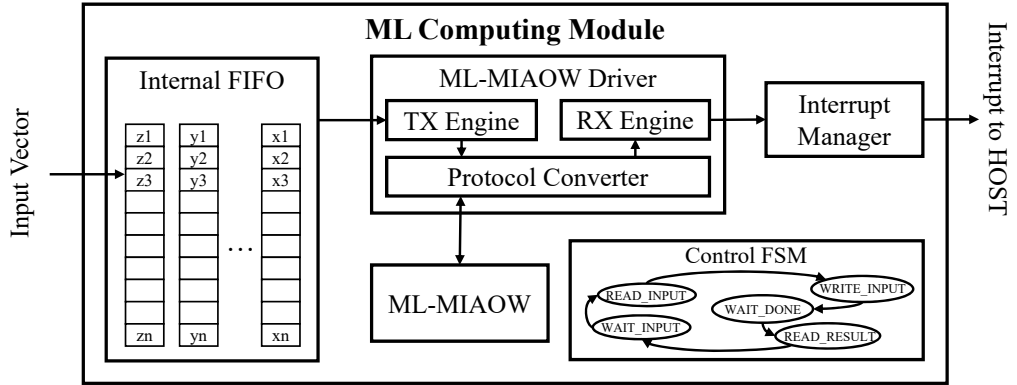 ML Computing Module
Input Vector
Internal FIFO
z1 y1 x1
z2 y2 x2
z3 y3 x3
...
zn yn xn
ML-MIAOW Driver
TX Engine
RX Engine
Protocol Converter
ML-MIAOW
Interrupt
Manager
Interrupt to HOST
Control FSM
READ_INPUT
WRITE_INPUT
WAIT_DONE
WAIT_INPUT
READ_RESULT